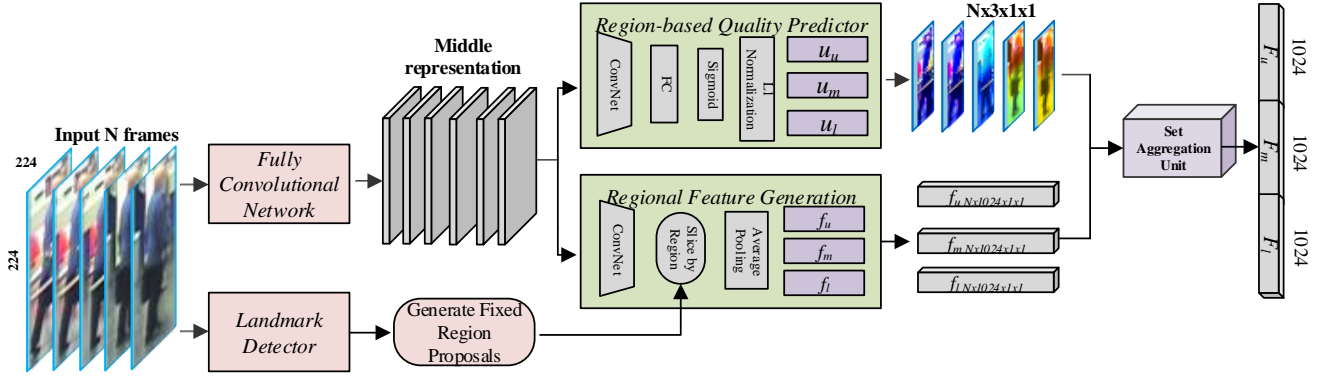 Input N frames
224
224
Fully
Convolutional
Network
Landmark
Detector
Middle
representation
Generate Fixed
Region
Proposals
Region-based Quality Predictor
ConvNet
FC
Sigmoid
L1
Normalization
u_u
u_m
u_l
Regional Feature Generation
ConvNet
Slice by
Region
Average
Pooling
f_u
f_m
f_l
Nx3x1x1
f_u Nx1024x1x1
f_m Nx1024x1x1
f_l Nx1024x1x1
Set
Aggregation
Unit
F_u
F_m
F_l
1024
1024
1024